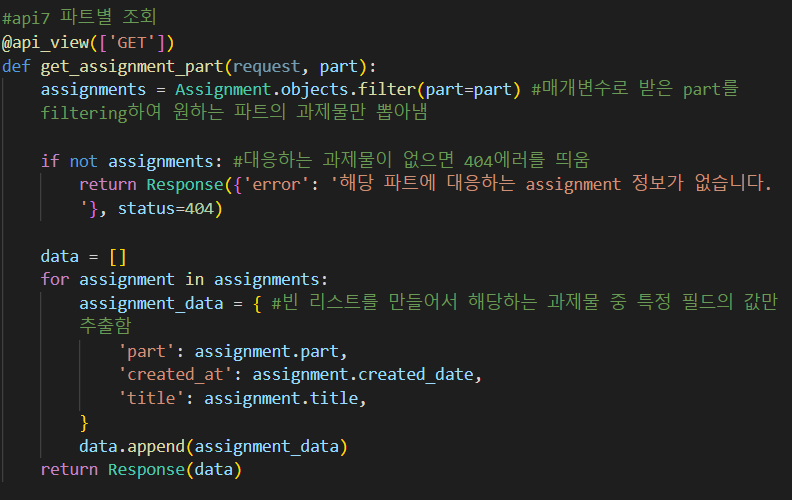 #api7 파트별 조회
@api_view(['GET'])
def get_assignment_part(request, part):
    assignments = Assignment.objects.filter(part=part) #매개변수로 받은 part를
    filtering하여 원하는 파트의 과제물만 뽑아냄

    if not assignments: #대응하는 과제물이 없으면 404에러를 띄움
        return Response({'error': '해당 파트에 대응하는 assignment 정보가 없습니다.
        '}, status=404)

    data = []
    for assignment in assignments:
        assignment_data = { #빈 리스트를 만들어서 해당하는 과제물 중 특정 필드의 값만
        추출함
            'part': assignment.part,
            'created_at': assignment.created_date,
            'title': assignment.title,
        }
        data.append(assignment_data)
    return Response(data)